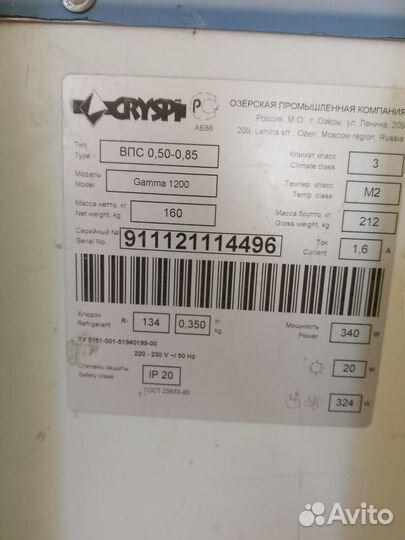 CRYSPI
АЕ86
ОЗЁРСКАЯ ПРОМЫШЛЕННАЯ КОМПАНИЯ
Россия, М.О., г. Озёры, ул. Ленина, 209
209, Lenina str., Ozeri, Moscow region, Russia
Тип
Type
ВПС 0,50-0,85
Климат класс
Climate class
3
Модель
Model
Gamma 1200
Темпер. класс
Temp. class
M2
Масса нетто, кг
Net weight, kg
160
Масса брутто, кг
Gross weight, kg
212
Серийный №
Serial No.
911121114496
Ток
Current
1,6
A
Хладон
Refrigerant
R-
134
0,350
кг
kg
Мощность
Power
340
W
ТУ 5151-001-51940199-00
220 - 230 V ~/ 50 Hz
20
W
Степень защиты
Safety class
IP 20
324
W
ГОСТ 23833-95
Avito